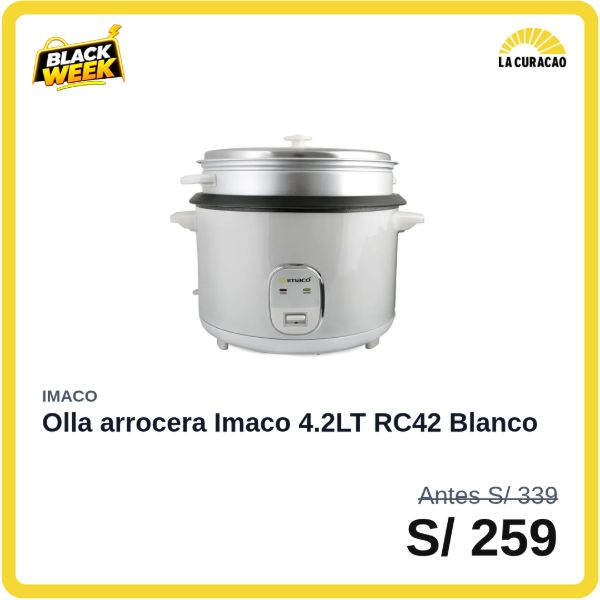 BLACK
WEEK
LA CURACAO
imaco
IMACO
Olla arrocera Imaco 4.2LT RC42 Blanco
Antes S/ 339
S/ 259